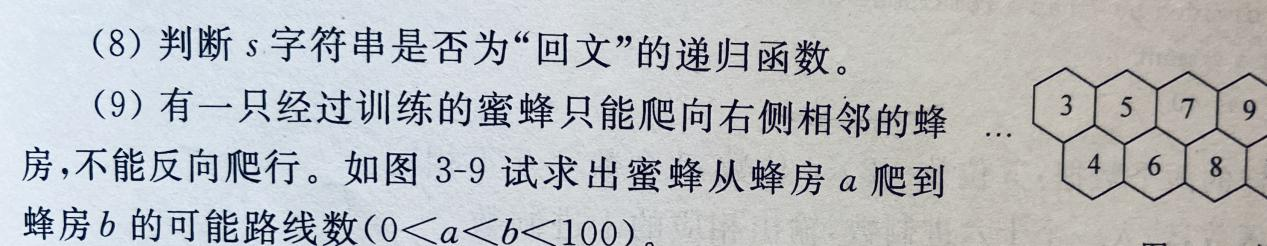 (8) 判断 s 字符串是否为“回文”的递归函数。
(9) 有一只经过训练的蜜蜂只能爬向右侧相邻的蜂
房,不能反向爬行。如图 3-9 试求出蜜蜂从蜂房 a 爬到
蜂房 b 的可能路线数(0<a<b<100)。
… 3 5 7 9
4 6 8